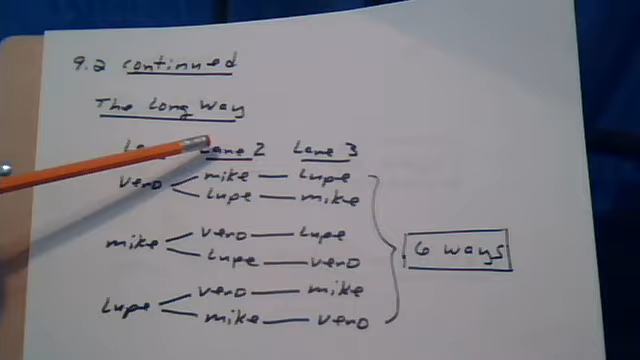 9.2 continued
The Long Way
Lane 2 Lane 3
vero mike Lupe
Lupe mike
mike vero Lupe
Lupe vero
Lupe vero mike
mike vero
6 ways